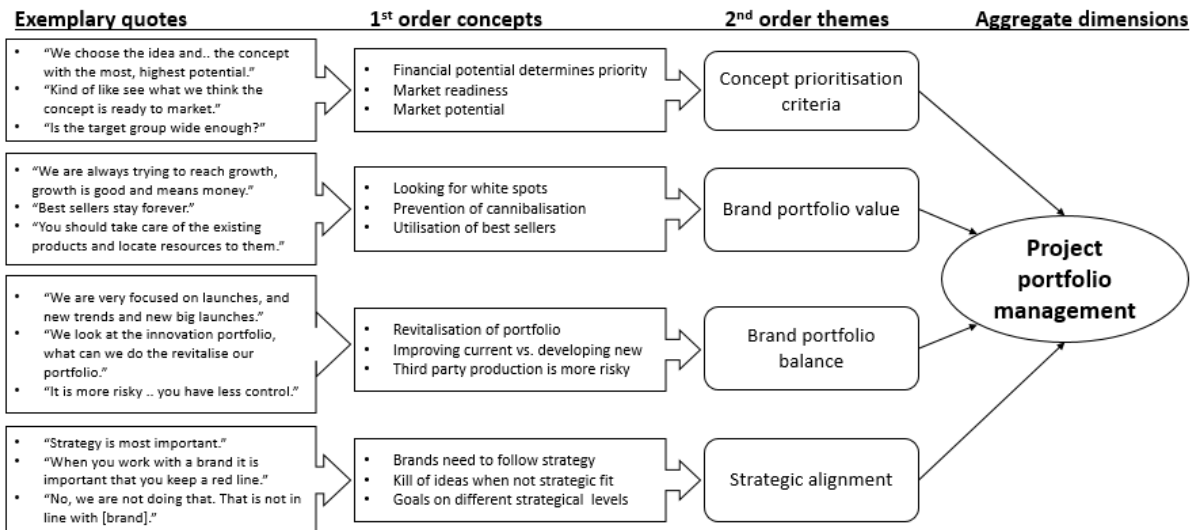 Exemplary quotes
1st order concepts
2nd order themes
Aggregate dimensions
• “We choose the idea and.. the concept
with the most, highest potential.”
• “Kind of like see what we think the
concept is ready to market.”
• “Is the target group wide enough?”
• Financial potential determines priority
• Market readiness
• Market potential
Concept prioritisation
criteria
• “We are always trying to reach growth,
growth is good and means money.”
• “Best sellers stay forever.”
• “You should take care of the existing
products and locate resources to them.”
• Looking for white spots
• Prevention of cannibalisation
• Utilisation of best sellers
Brand portfolio value
• “We are very focused on launches, and
new trends and new big launches.”
• “We look at the innovation portfolio,
what can we do the revitalise our
portfolio.”
• “It is more risky .. you have less control.”
• Revitalisation of portfolio
• Improving current vs. developing new
• Third party production is more risky
Brand portfolio
balance
• “Strategy is most important.”
• “When you work with a brand it is
important that you keep a red line.”
• “No, we are not doing that. That is not in
line with [brand].”
• Brands need to follow strategy
• Kill of ideas when not strategic fit
• Goals on different strategical levels
Strategic alignment
Project
portfolio
management